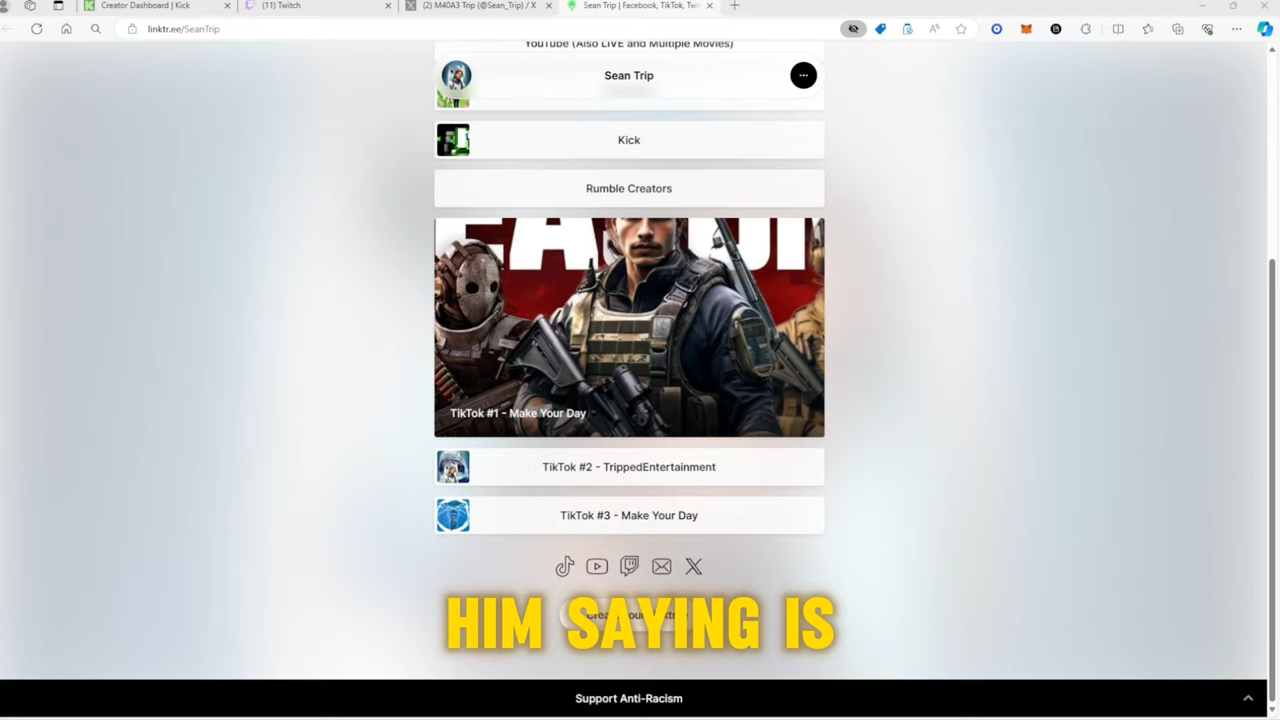 Creator Dashboard | Kick
(11) Twitch
(2) M40A3 Trip (@Sean_Trip) / X
Sean Trip | Facebook, TikTok, Twi
linktr.ee/SeanTrip
YouTube (Also LIVE and Multiple Movies)
Sean Trip
Kick
Rumble Creators
TikTok #1 - Make Your Day
TikTok #2 - TrippedEntertainment
TikTok #3 - Make Your Day
HIM SAYING IS
Support Anti-Racism